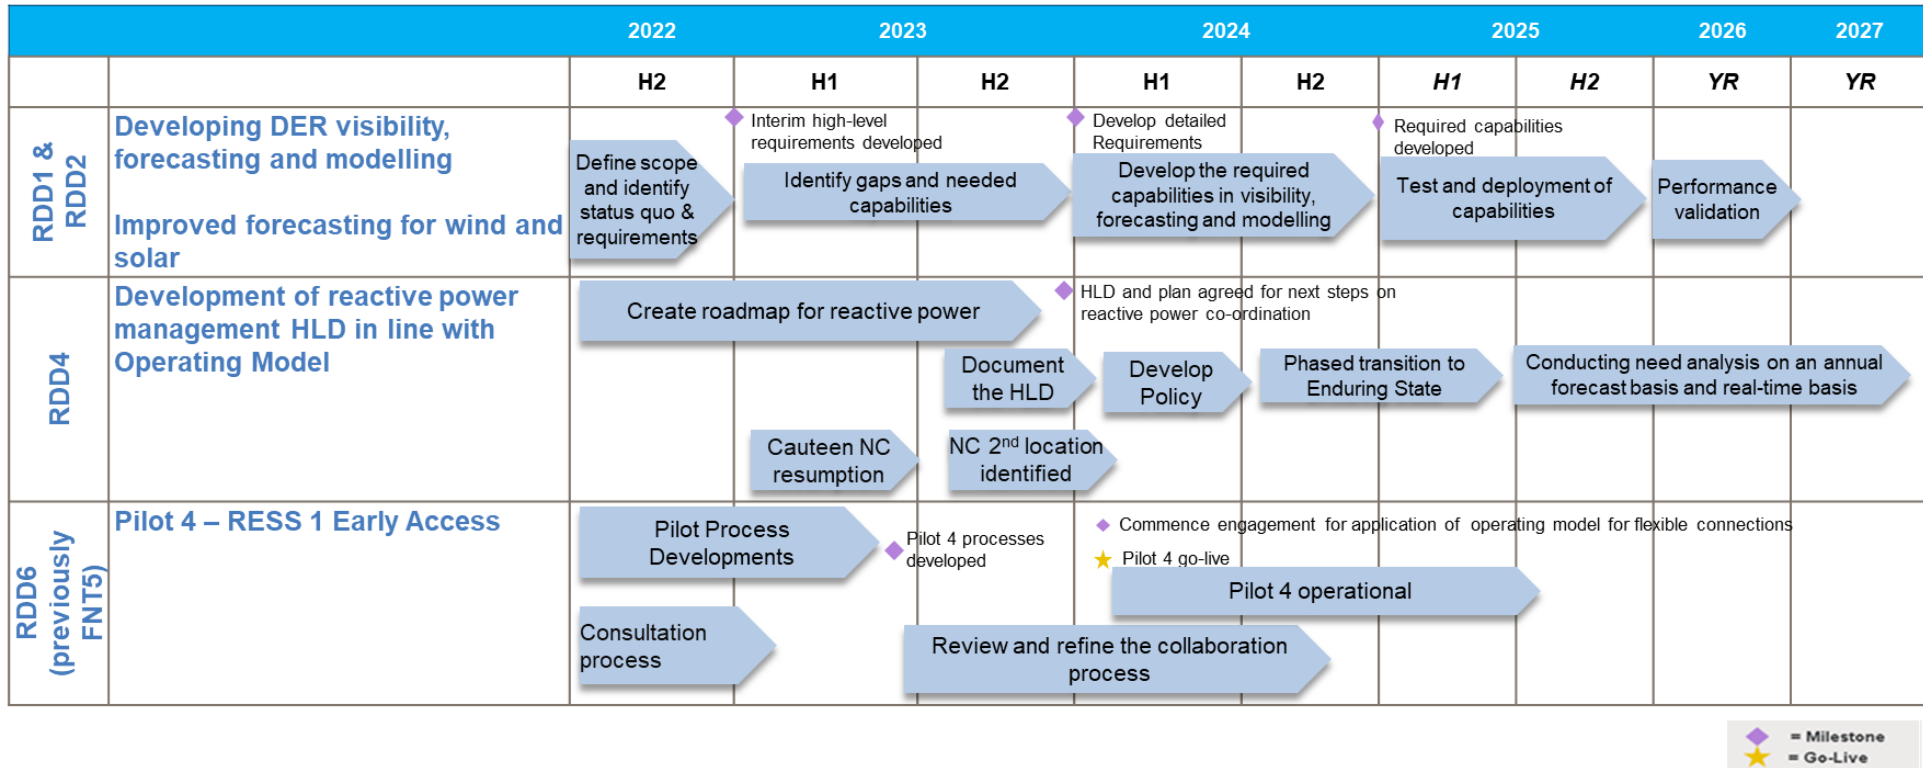 2022
2023
2024
2025
2026
2027
H2
H1
H2
H1
H2
H1
H2
YR
YR
RDD1 &
RDD2
Developing DER visibility,
forecasting and modelling
Improved forecasting for wind and
solar
Define scope
and identify
status quo &
requirements
Interim high-level
requirements developed
Identify gaps and needed
capabilities
Develop detailed
Requirements
Develop the required
capabilities in visibility,
forecasting and modelling
Required capabilities
developed
Test and deployment of
capabilities
Performance
validation
RDD4
Development of reactive power
management HLD in line with
Operating Model
Create roadmap for reactive power
HLD and plan agreed for next steps on
reactive power co-ordination
Document
the HLD
Develop
Policy
Phased transition to
Enduring State
Conducting need analysis on an annual
forecast basis and real-time basis
Cauteen NC
resumption
NC 2nd location
identified
RDD6
(previously
FNT5)
Pilot 4 – RESS 1 Early Access
Pilot Process
Developments
Pilot 4 processes
developed
Commence engagement for application of operating model for flexible connections
Pilot 4 go-live
Pilot 4 operational
Consultation
process
Review and refine the collaboration
process
= Milestone
= Go-Live